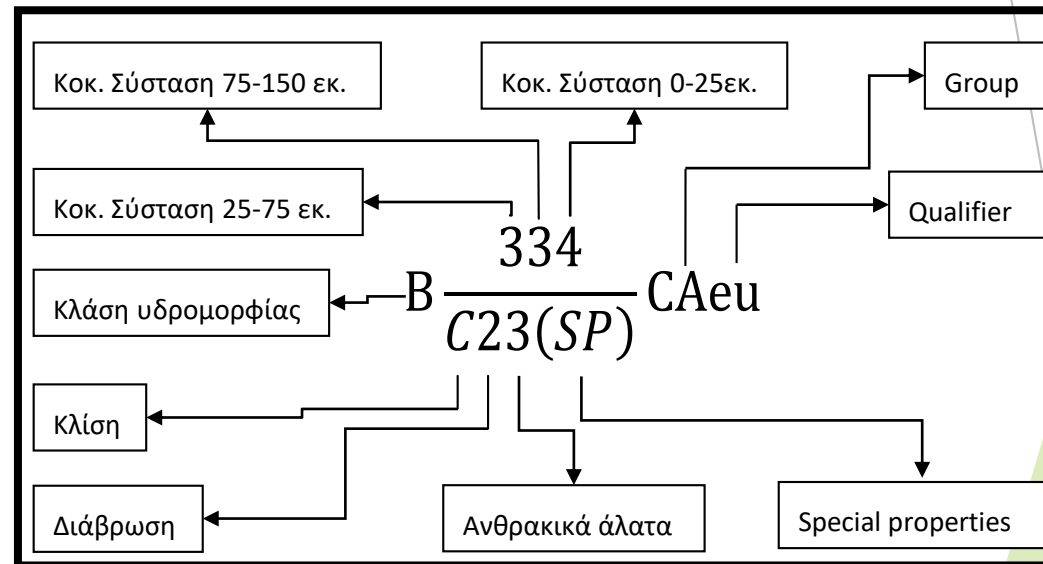 Κοκ. Σύσταση 75-150 εκ.
Κοκ. Σύσταση 0-25εκ.
Group
Κοκ. Σύσταση 25-75 εκ.
Qualifier
334
Κλάση υδρομορφίας
B
CAeu
C23(SP)
Κλίση
Διάβρωση
Ανθρακικά άλατα
Special properties